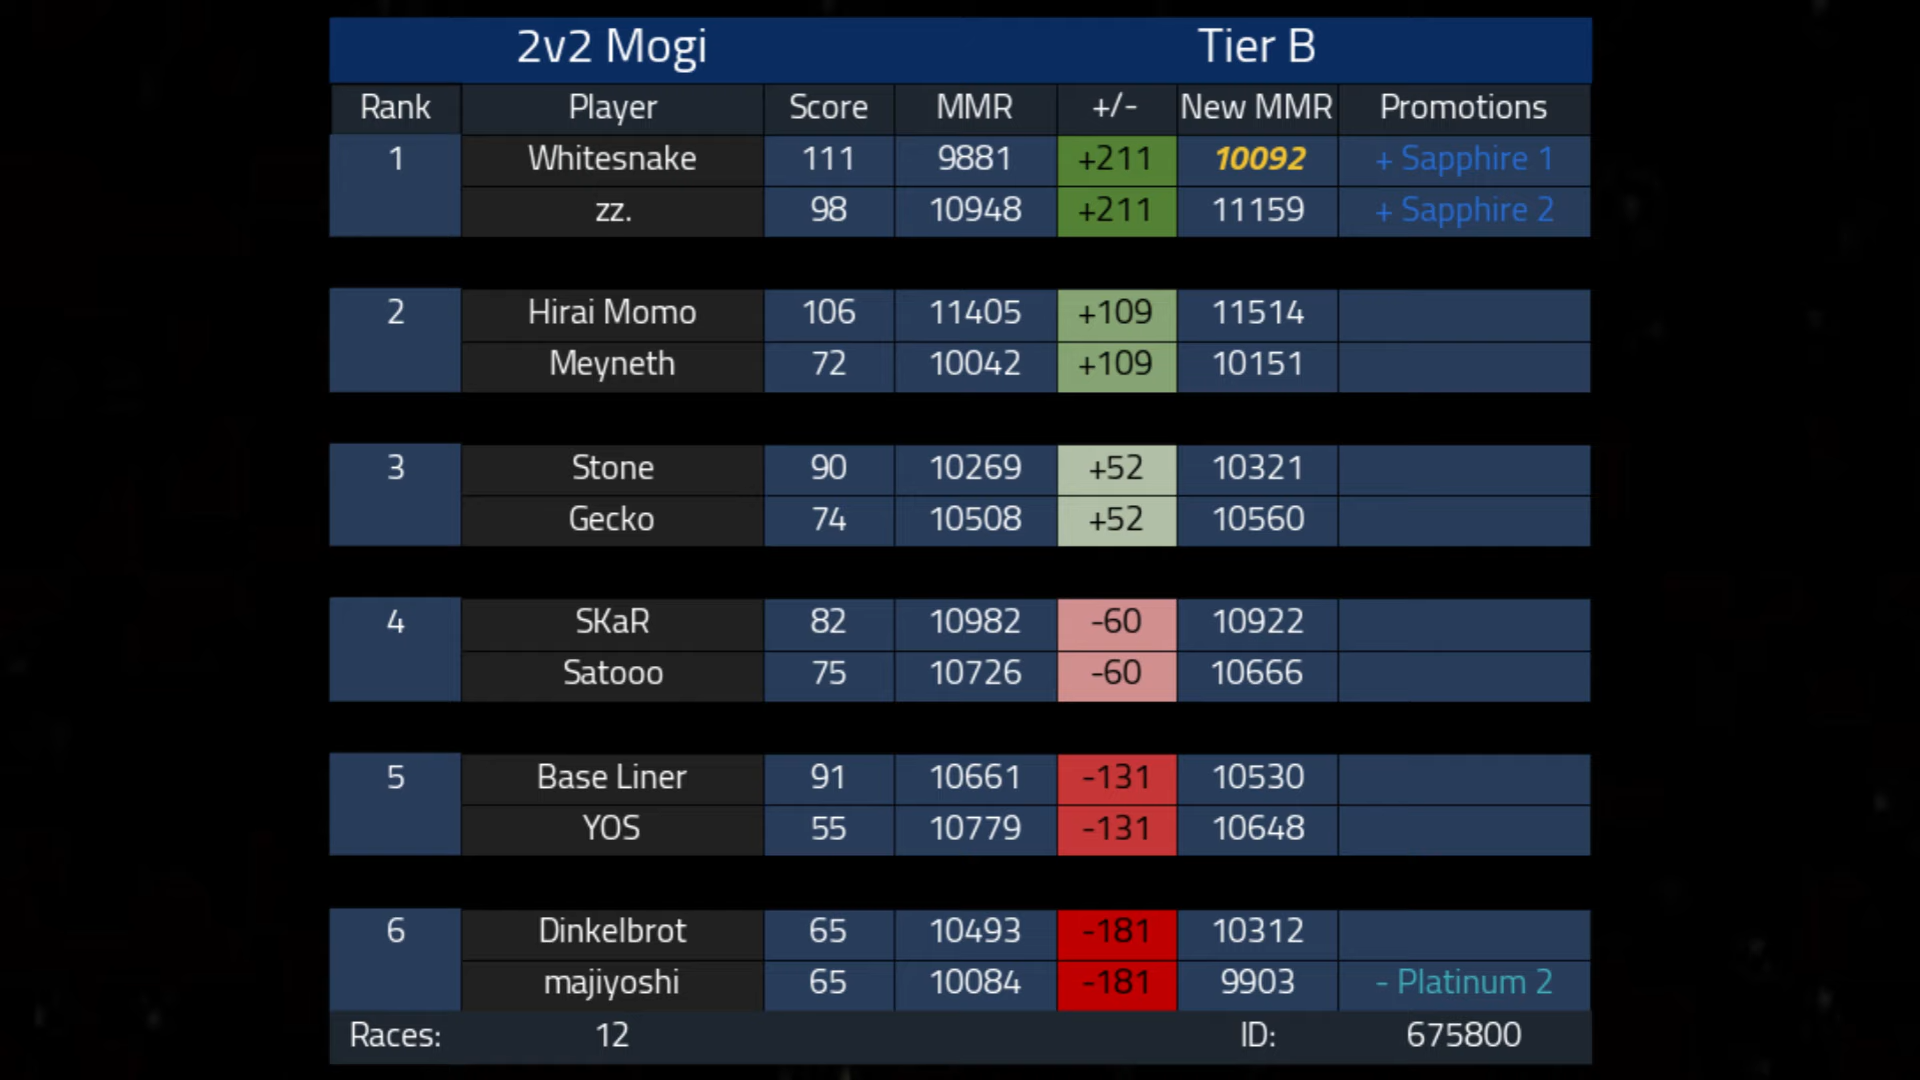 2v2 Mogi Tier B
Rank Player Score MMR +/- New MMR Promotions
1 Whitesnake 111 9881 +211 10092 + Sapphire 1
zz. 98 10948 +211 11159 + Sapphire 2
2 Hirai Momo 106 11405 +109 11514
Meyneth 72 10042 +109 10151
3 Stone 90 10269 +52 10321
Gecko 74 10508 +52 10560
4 SKaR 82 10982 -60 10922
Satooo 75 10726 -60 10666
5 Base Liner 91 10661 -131 10530
YOS 55 10779 -131 10648
6 Dinkelbrot 65 10493 -181 10312
majiyoshi 65 10084 -181 9903 - Platinum 2
Races: 12 ID: 675800